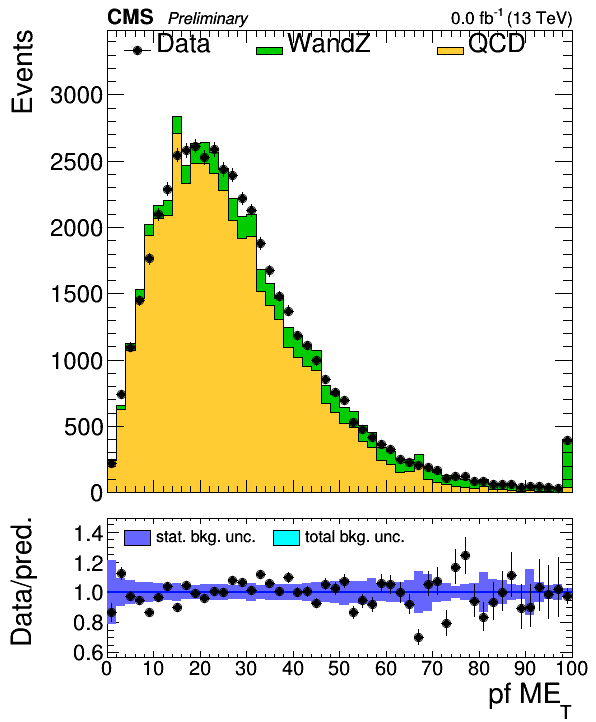 CMS Preliminary 0.0 fb⁻¹ (13 TeV)
Data WandZ QCD
Events
3000
2500
2000
1500
1000
500
0
stat. bkg. unc. total bkg. unc.
Data/pred.
1.4
1.2
1.0
0.8
0.6
0 10 20 30 40 50 60 70 80 90 100
pf ME_T